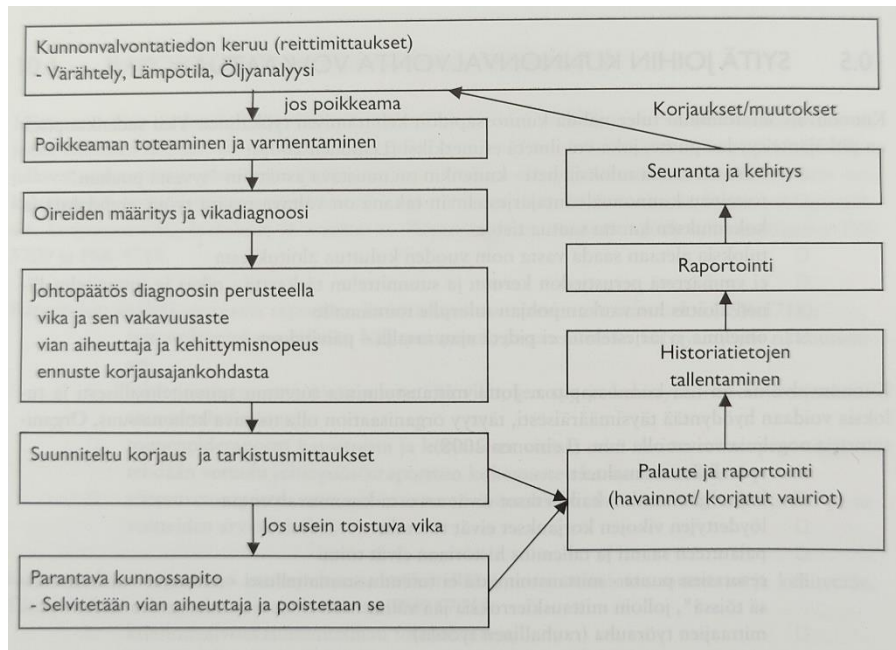 Kunnonvalvontatiedon keruu (reittimittaukset)
- Värähtely, Lämpötila, Öljyanalyysi
jos poikkeama
Poikkeaman toteaminen ja varmentaminen
Oireiden määritys ja vikadiagnoosi
Johtopäätös diagnoosin perusteella
vika ja sen vakavuusaste
vian aiheuttaja ja kehittymisnopeus
ennuste korjausajankohdasta
Suunniteltu korjaus ja tarkistusmittaukset
Jos usein toistuva vika
Parantava kunnossapito
- Selvitetään vian aiheuttaja ja poistetaan se
Palaute ja raportointi
(havainnot/ korjatut vauriot)
Historiatietojen
tallentaminen
Raportointi
Seuranta ja kehitys
Korjaukset/muutokset